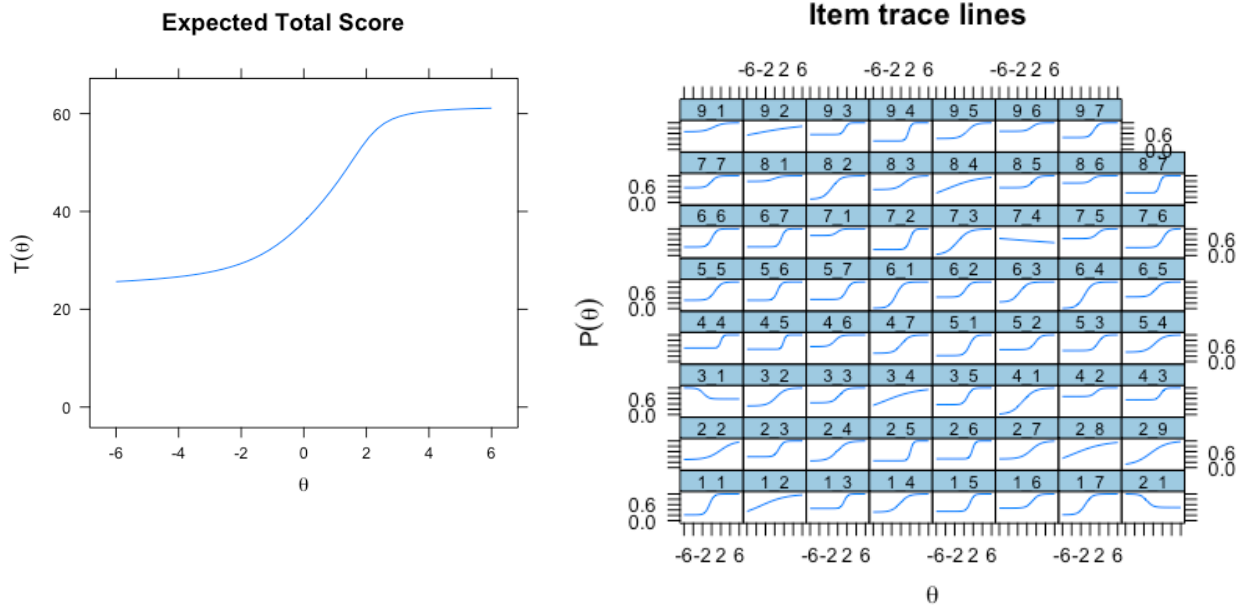 Expected Total Score
60
40
20
0
T(θ)
-6 -4 -2 0 2 4 6
θ
Item trace lines
-6-2 2 6 -6-2 2 6 -6-2 2 6
9_1 9_2 9_3 9_4 9_5 9_6 9_7
0.6
0.0
7_7 8_1 8_2 8_3 8_4 8_5 8_6 8_7
0.6
0.0
6_6 6_7 7_1 7_2 7_3 7_4 7_5 7_6
0.6
0.0
5_5 5_6 5_7 6_1 6_2 6_3 6_4 6_5
0.6
0.0
4_4 4_5 4_6 4_7 5_1 5_2 5_3 5_4
0.6
0.0
3_1 3_2 3_3 3_4 3_5 4_1 4_2 4_3
0.6
0.0
2_2 2_3 2_4 2_5 2_6 2_7 2_8 2_9
0.6
0.0
1_1 1_2 1_3 1_4 1_5 1_6 1_7 2_1
0.6
0.0
P(θ)
-6-2 2 6 -6-2 2 6 -6-2 2 6 -6-2 2 6
θ